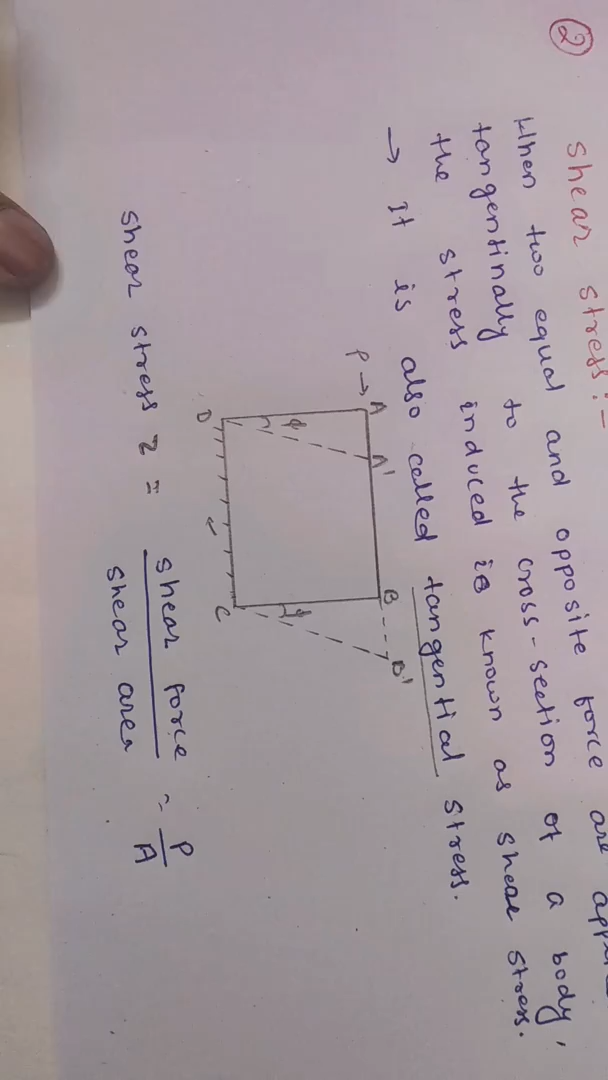 ② Shear stress :-
When two equal and opposite force are
tangentinally to the cross-section of a body,
the stress induced is known as shear stress.
→ It is also called tangential stress.
P → A A' B B'
φ φ
D C
shear stress τ = shear force / shear area = P / A